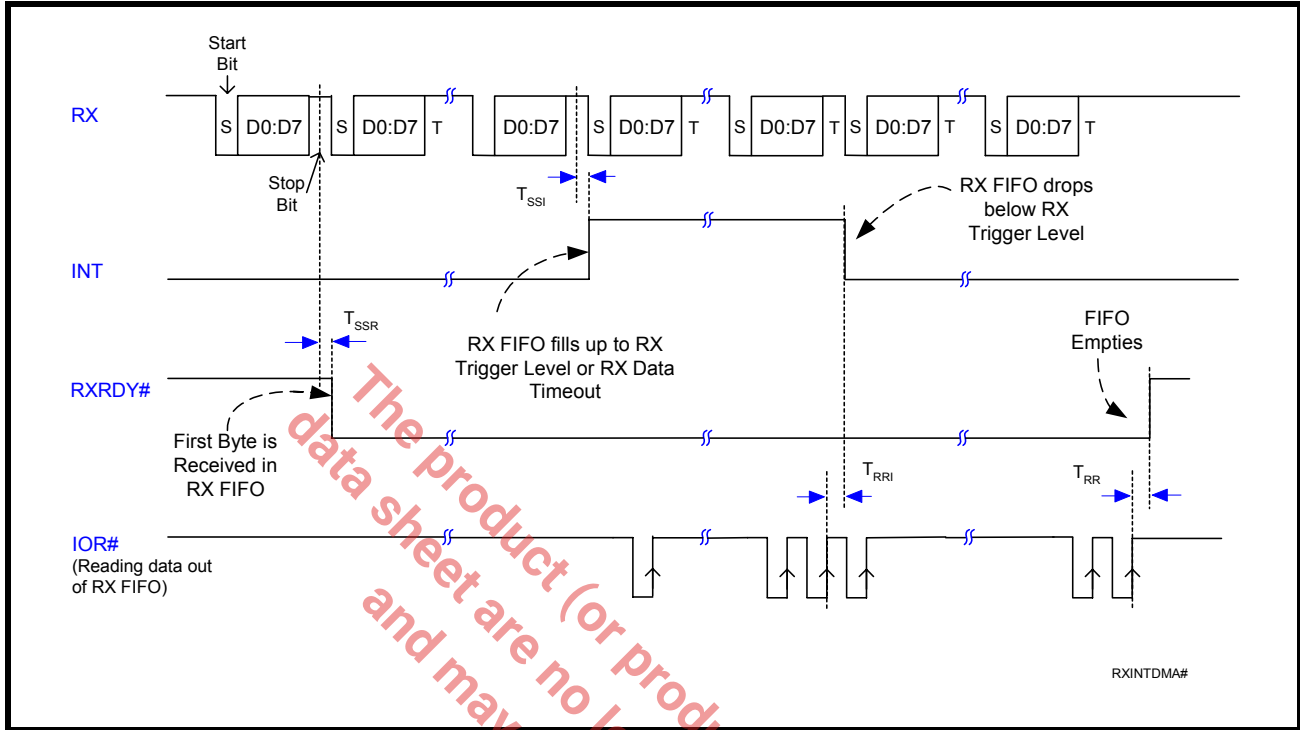 Start
Bit
RX
S D0:D7 S D0:D7 T D0:D7 S D0:D7 T S D0:D7 T S D0:D7 T S D0:D7 T
Stop
Bit
TSSI
RX FIFO drops
below RX
Trigger Level
INT
TSSR
RX FIFO fills up to RX
Trigger Level or RX Data
Timeout
FIFO
Empties
RXRDY#
First Byte is
Received in
RX FIFO
TRRI
TRR
IOR#
(Reading data out
of RX FIFO)
RXINTDMA#
The product (or produ
data sheet are no
and may